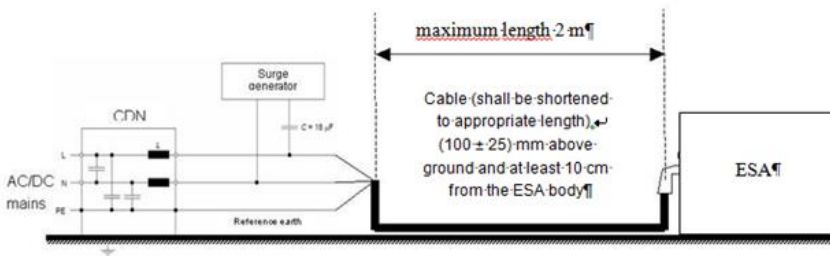 maximum·length·2·m¶
Surge
generator
CDN
C = 18 µF
Cable·(shall·be·shortened·
to·appropriate·length),↵
(100·±·25)·mm·above·
ground·and·at·least·10·cm·
from·the·ESA·body¶
ESA¶
L
N
AC/DC
mains
PE
Reference earth